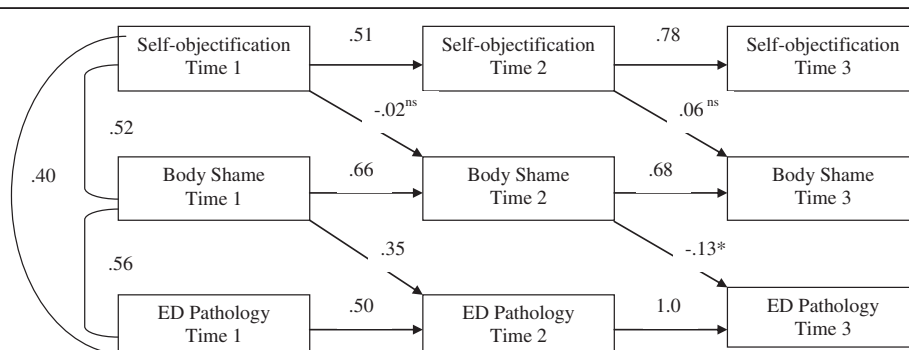 .51
.78
Self-objectification Time 1
Self-objectification Time 2
Self-objectification Time 3
-.02ns
.06 ns
.52
.40
.66
.68
Body Shame Time 1
Body Shame Time 2
Body Shame Time 3
.35
-.13*
.56
.50
1.0
ED Pathology Time 1
ED Pathology Time 2
ED Pathology Time 3